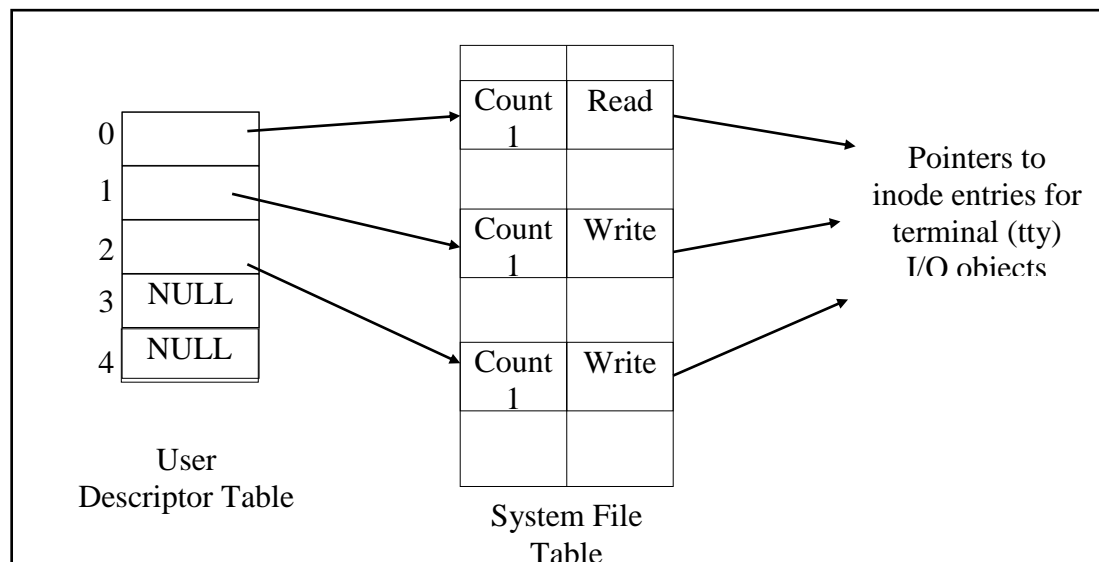 0
1
2
3
NULL
4
NULL
User
Descriptor Table
Count
1
Read
Count
1
Write
Count
1
Write
System File
Table
Pointers to
inode entries for
terminal (tty)
I/O objects